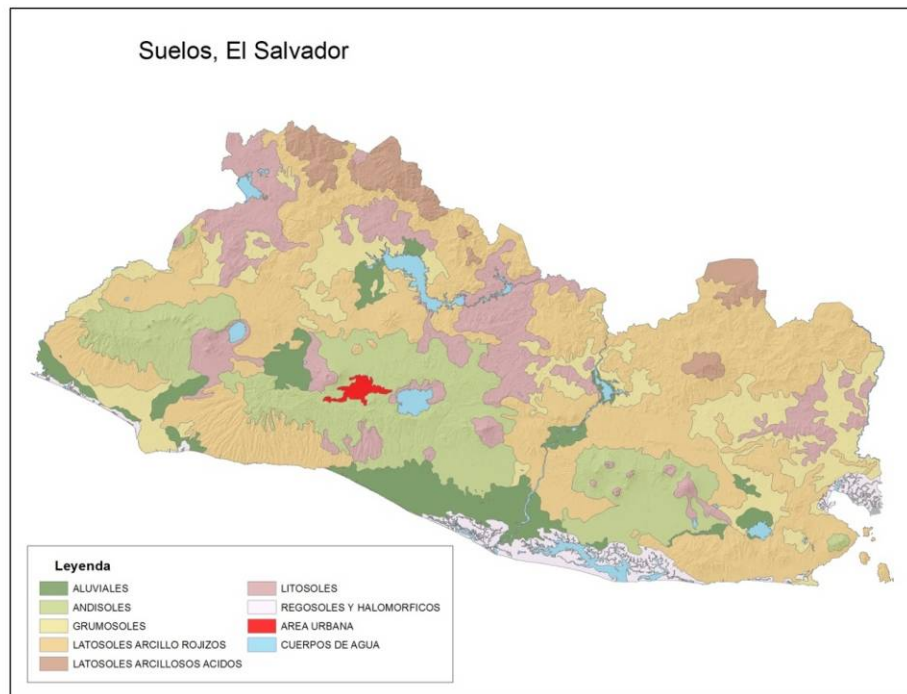 Suelos, El Salvador
Leyenda
ALUVIALES
ANDISOLES
GRUMOSOLES
LATOSOLES ARCILLO ROJIZOS
LATOSOLES ARCILLOSOS ACIDOS
LITOSOLES
REGOSOLES Y HALOMORFICOS
AREA URBANA
CUERPOS DE AGUA